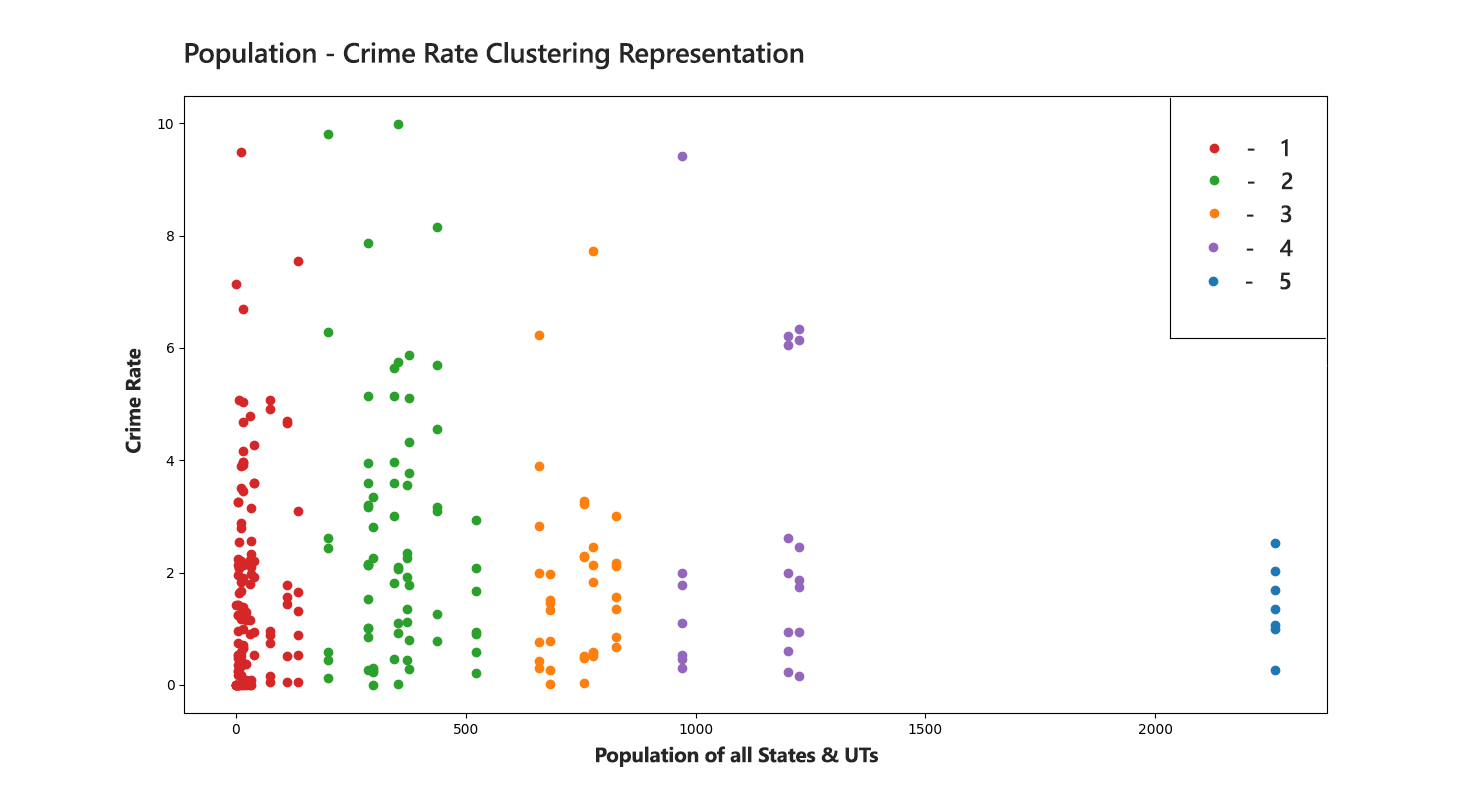 Population - Crime Rate Clustering Representation
10
- 1
- 2
8
- 3
- 4
- 5
6
Crime Rate
4
2
0
0 500 1000 1500 2000
Population of all States & UTs